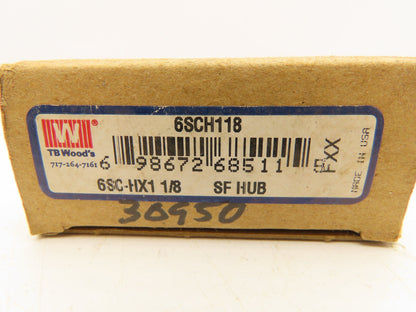 6SCH118
TB Wood's
717-264-7161
6 98672 68511
FXX
MADE IN USA
6SC-HX1 1/8 SF HUB
30950